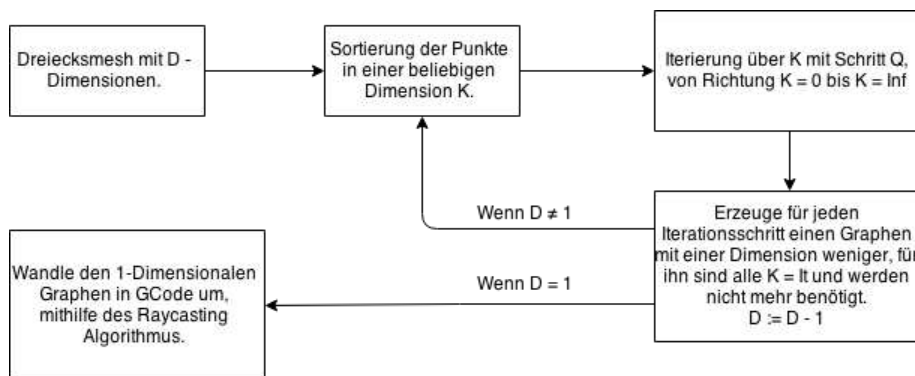 Dreiecksmesh mit D -
Dimensionen.
Sortierung der Punkte
in einer beliebigen
Dimension K.
Iterierung über K mit Schritt Q,
von Richtung K = 0 bis K = Inf
Erzeuge für jeden
Iterationsschritt einen Graphen
mit einer Dimension weniger, für
ihn sind alle K = It und werden
nicht mehr benötigt.
D := D - 1
Wenn D ≠ 1
Wenn D = 1
Wandle den 1-Dimensionalen
Graphen in GCode um,
mithilfe des Raycasting
Algorithmus.